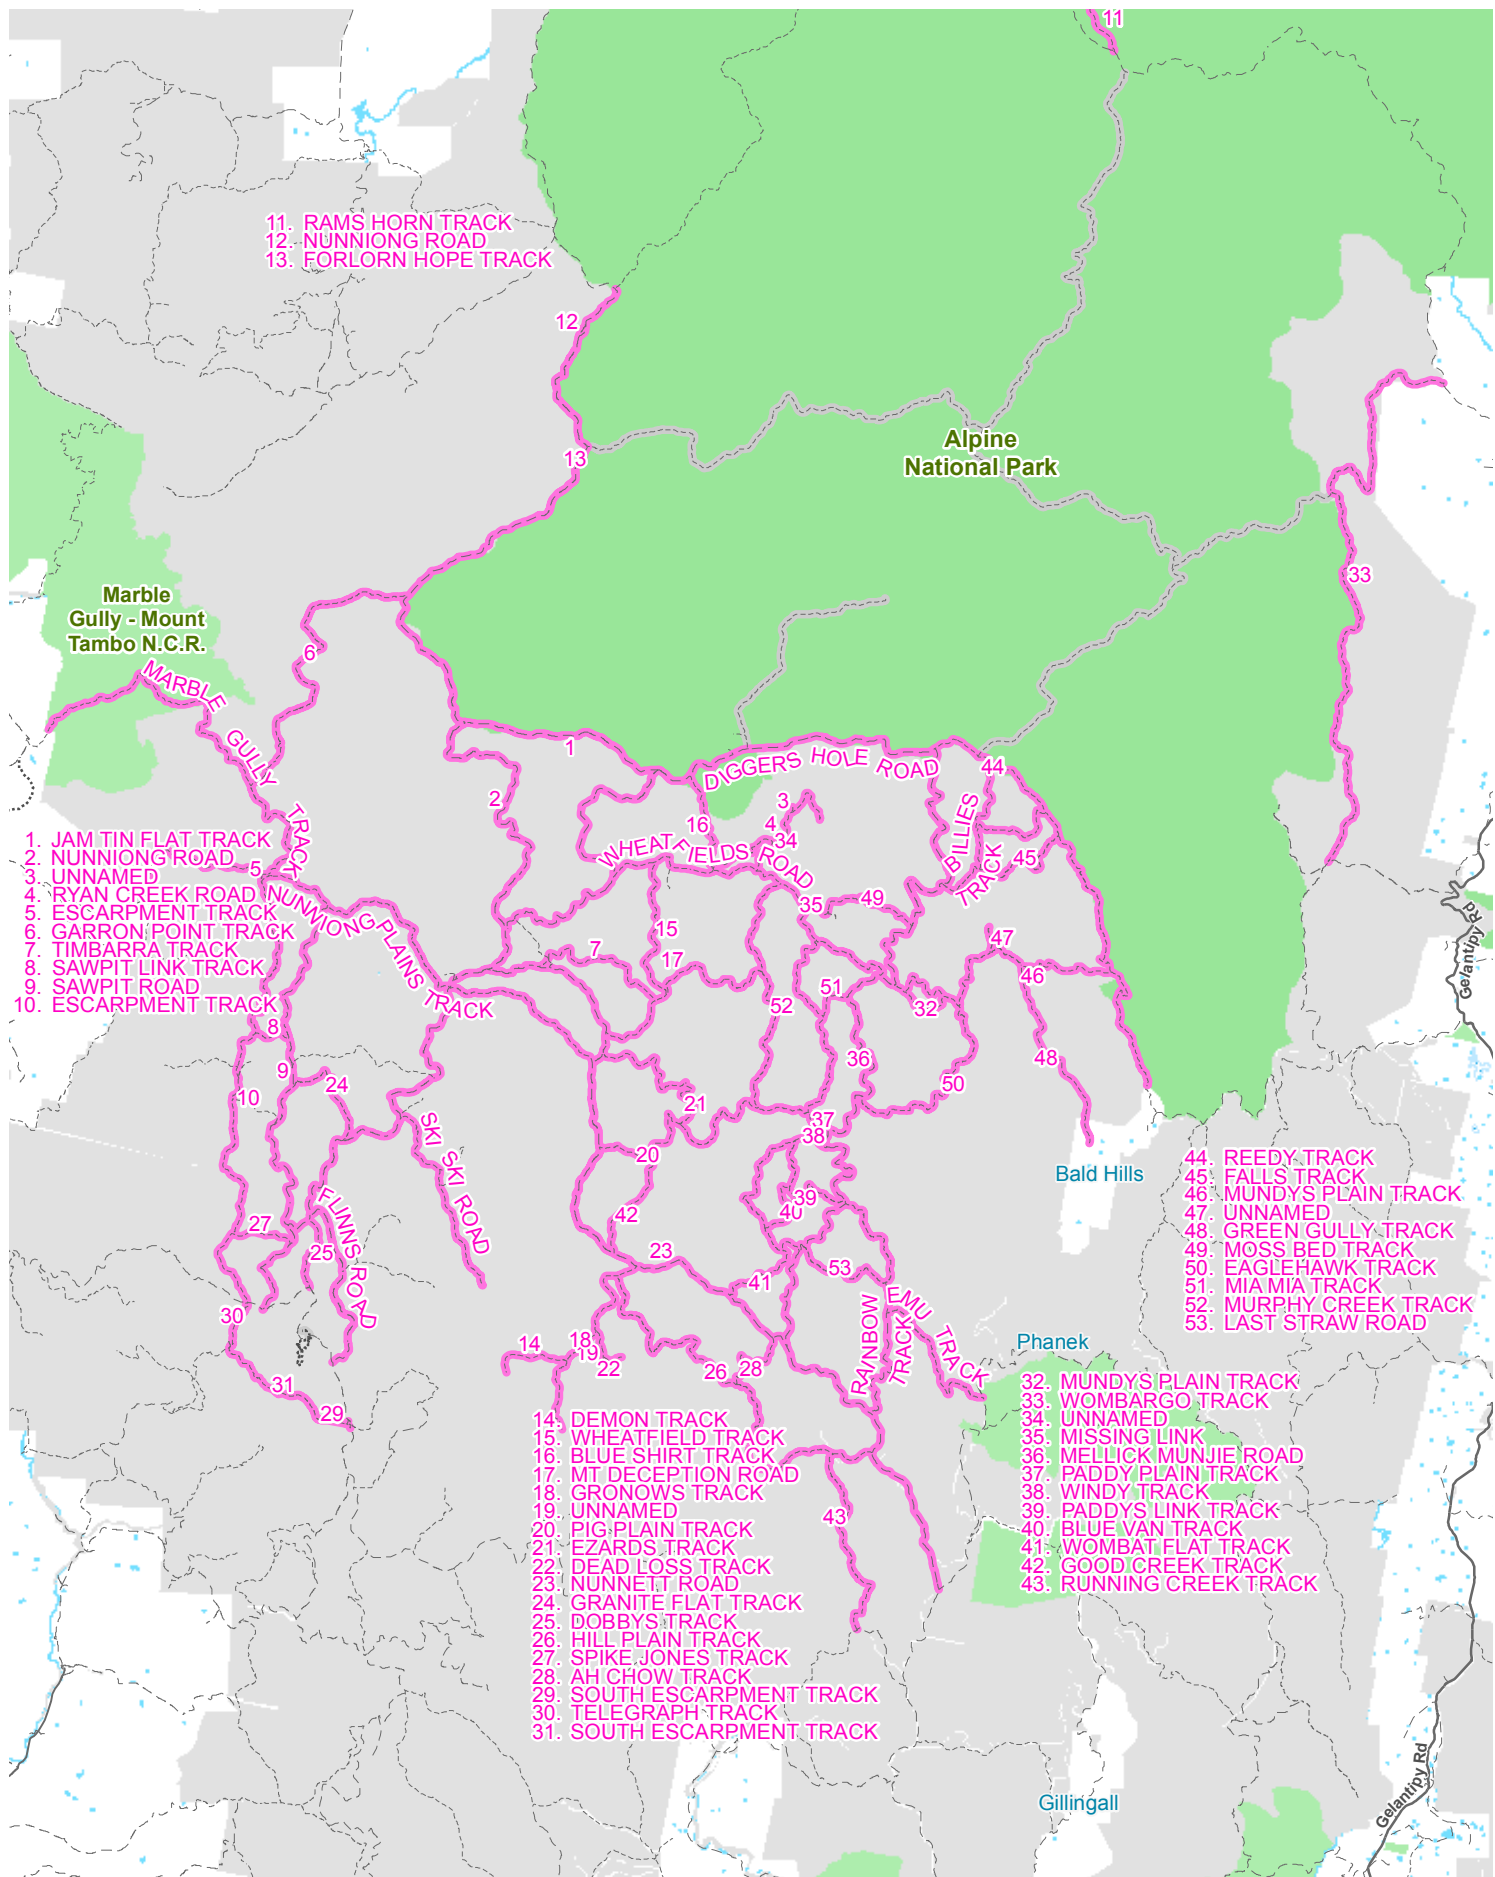 11
11. RAMS HORN TRACK
12. NUNNIONG ROAD
13. FORLORN HOPE TRACK
12
Alpine
National Park
13
33
Marble
Gully - Mount
Tambo N.C.R.
6
MARBLE GULLY TRACK
1
DIGGERS HOLE ROAD
44
2
3
16
4
34
WHEATFIELDS ROAD
BILLIES TRACK
45
1. JAM TIN FLAT TRACK
2. NUNNIONG ROAD
3. UNNAMED
4. RYAN CREEK ROAD
5. ESCARPMENT TRACK
6. GARRON POINT TRACK
7. TIMBARRA TRACK
8. SAWPIT LINK TRACK
9. SAWPIT ROAD
10. ESCARPMENT TRACK
5
NUNNIONG PLAINS TRACK
35
49
15
7
17
47
46
51
52
32
Gelantipy Rd
8
9
24
10
36
48
50
21
37
38
SKI SKI ROAD
20
39
40
42
27
FLINNS ROAD
25
23
41
53
Bald Hills
44. REEDY TRACK
45. FALLS TRACK
46. MUNDYS PLAIN TRACK
47. UNNAMED
48. GREEN GULLY TRACK
49. MOSS BED TRACK
50. EAGLEHAWK TRACK
51. MIA MIA TRACK
52. MURPHY CREEK TRACK
53. LAST STRAW ROAD
30
RAINBOW TRACK
EMU TRACK
Phanek
14
18
19
22
26
28
31
29
32. MUNDYS PLAIN TRACK
33. WOMBARGO TRACK
34. UNNAMED
35. MISSING LINK
36. MELLICK MUNJIE ROAD
37. PADDY PLAIN TRACK
38. WINDY TRACK
39. PADDYS LINK TRACK
40. BLUE VAN TRACK
41. WOMBAT FLAT TRACK
42. GOOD CREEK TRACK
43. RUNNING CREEK TRACK
14. DEMON TRACK
15. WHEATFIELD TRACK
16. BLUE SHIRT TRACK
17. MT DECEPTION ROAD
18. GRONOWS TRACK
19. UNNAMED
20. PIG PLAIN TRACK
21. EZARDS TRACK
22. DEAD LOSS TRACK
23. NUNNETT ROAD
24. GRANITE FLAT TRACK
25. DOBBYS TRACK
26. HILL PLAIN TRACK
27. SPIKE JONES TRACK
28. AH CHOW TRACK
29. SOUTH ESCARPMENT TRACK
30. TELEGRAPH TRACK
31. SOUTH ESCARPMENT TRACK
43
Gelantipy Rd
Gillingall